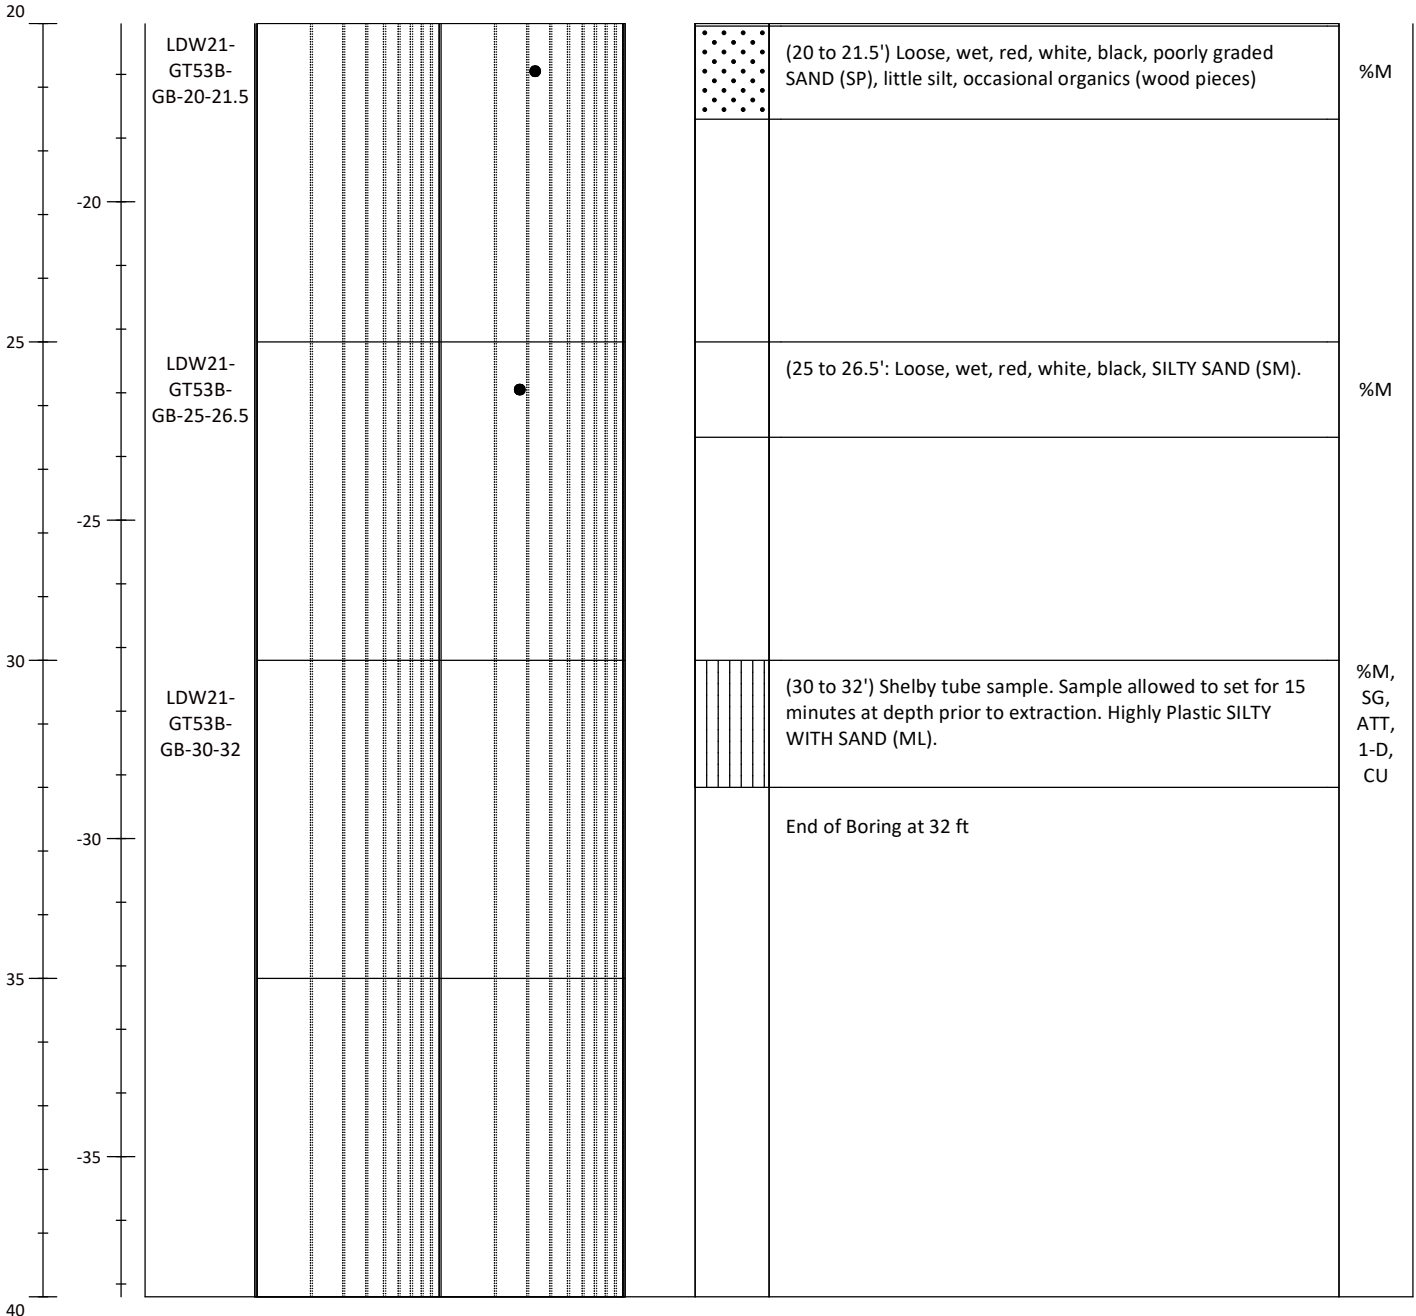 20
LDW21-
GT53B-
GB-20-21.5
(20 to 21.5') Loose, wet, red, white, black, poorly graded
SAND (SP), little silt, occasional organics (wood pieces)
%M
-20
25
LDW21-
GT53B-
GB-25-26.5
(25 to 26.5': Loose, wet, red, white, black, SILTY SAND (SM).
%M
-25
30
LDW21-
GT53B-
GB-30-32
(30 to 32') Shelby tube sample. Sample allowed to set for 15
minutes at depth prior to extraction. Highly Plastic SILTY
WITH SAND (ML).
%M,
SG,
ATT,
1-D,
CU
End of Boring at 32 ft
-30
35
-35
40